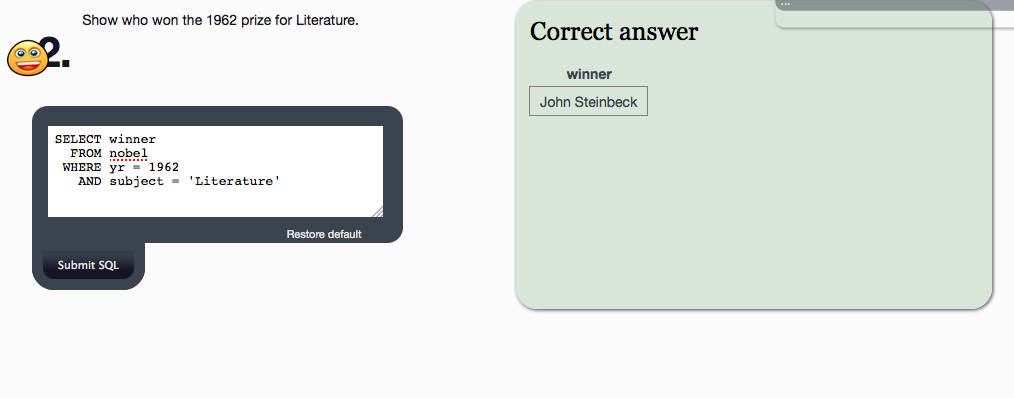 Show who won the 1962 prize for Literature.
2.
SELECT winner
FROM nobel
WHERE yr = 1962
AND subject = 'Literature'
Restore default
Submit SQL
...
Correct answer
winner
John Steinbeck